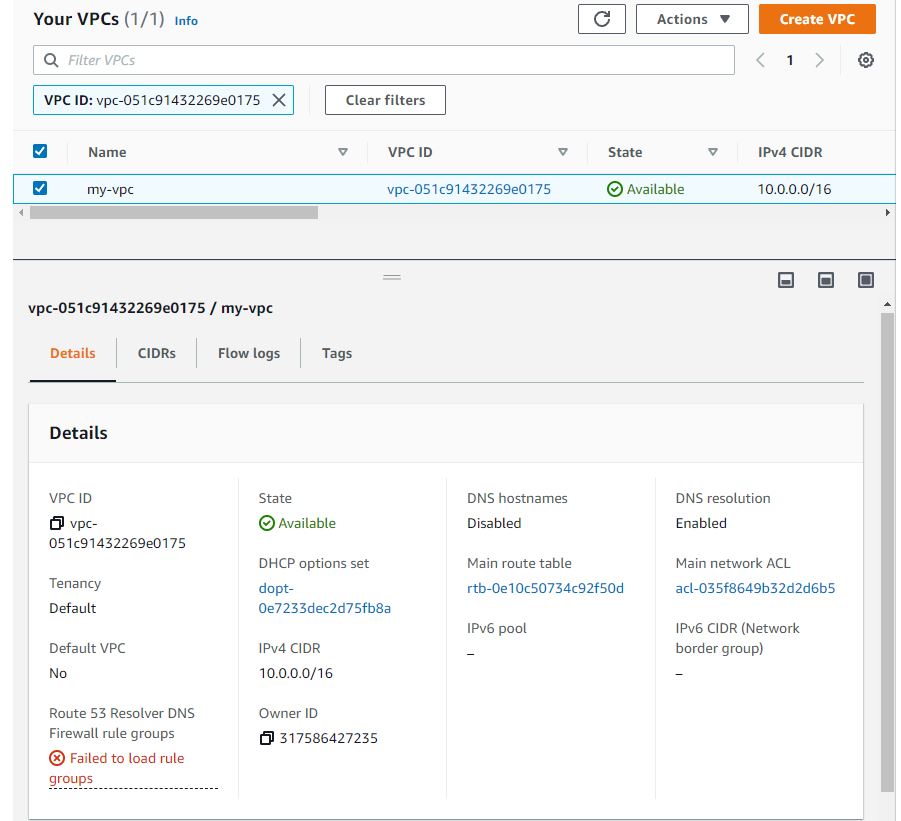 Your VPCs (1/1) Info
Actions
Create VPC
Filter VPCs
1
VPC ID: vpc-051c91432269e0175
Clear filters
Name VPC ID State IPv4 CIDR
my-vpc vpc-051c91432269e0175 Available 10.0.0.0/16
vpc-051c91432269e0175 / my-vpc
Details CIDRs Flow logs Tags
Details
VPC ID
vpc-
051c91432269e0175
Tenancy
Default
Default VPC
No
Route 53 Resolver DNS
Firewall rule groups
Failed to load rule
groups
State
Available
DHCP options set
dopt-
0e7233dec2d75fb8a
IPv4 CIDR
10.0.0.0/16
Owner ID
317586427235
DNS hostnames
Disabled
Main route table
rtb-0e10c50734c92f50d
IPv6 pool
–
DNS resolution
Enabled
Main network ACL
acl-035f8649b32d2d6b5
IPv6 CIDR (Network
border group)
–